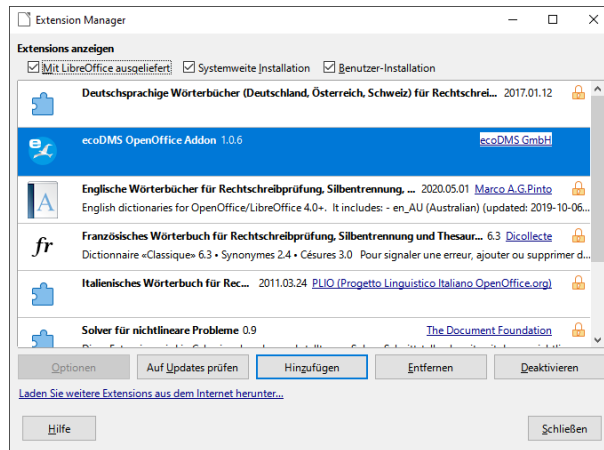 Extension Manager
Extensions anzeigen
Mit LibreOffice ausgeliefert Systemweite Installation Benutzer-Installation
Deutschsprachige Wörterbücher (Deutschland, Österreich, Schweiz) für Rechtschrei... 2017.01.12
ecoDMS OpenOffice Addon 1.0.6 ecoDMS GmbH
Englische Wörterbücher für Rechtschreibprüfung, Silbentrennung, ... 2020.05.01 Marco A.G.Pinto
English dictionaries for OpenOffice/LibreOffice 4.0+. It includes: - en_AU (Australian) (updated: 2019-10-06...
Französisches Wörterbuch für Rechtschreibprüfung, Silbentrennung und Thesaur... 6.3 Dicollecte
Dictionnaire «Classique» 6.3 • Synonymes 2.4 • Césures 3.0 Pour signaler une erreur, ajouter ou supprimer d...
Italienisches Wörterbuch für Rec... 2011.03.24 PLIO (Progetto Linguistico Italiano OpenOffice.org)
Solver für nichtlineare Probleme 0.9 The Document Foundation
Optionen Auf Updates prüfen Hinzufügen Entfernen Deaktivieren
Laden Sie weitere Extensions aus dem Internet herunter...
Hilfe Schließen